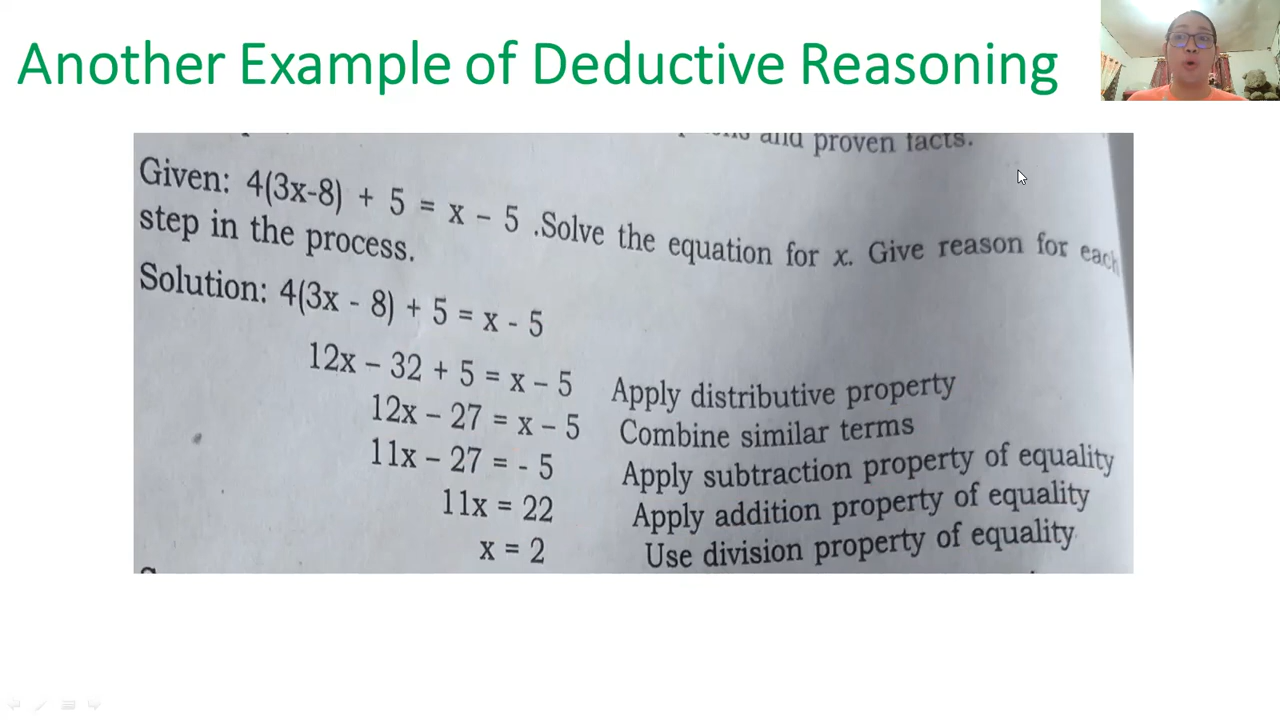 Another Example of Deductive Reasoning
and proven facts.
Given: 4(3x-8) + 5 = x – 5 .Solve the equation for x. Give reason for each
step in the process.
Solution: 4(3x - 8) + 5 = x - 5
12x – 32 + 5 = x – 5 Apply distributive property
12x – 27 = x – 5 Combine similar terms
11x – 27 = - 5 Apply subtraction property of equality
11x = 22 Apply addition property of equality
x = 2 Use division property of equality